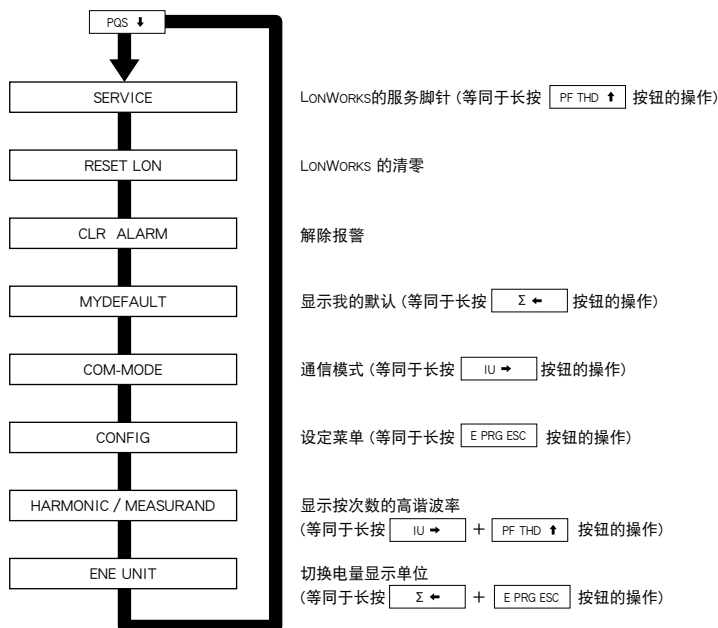 PQS ⬇
SERVICE LONWORKS的服务脚针 (等同于长按 PF THD ⬆ 按钮的操作)
RESET LON LONWORKS 的清零
CLR ALARM 解除报警
MYDEFAULT 显示我的默认 (等同于长按 Σ ⬅ 按钮的操作)
COM-MODE 通信模式 (等同于长按 IU ➡ 按钮的操作)
CONFIG 设定菜单 (等同于长按 E PRG ESC 按钮的操作)
HARMONIC / MEASURAND 显示按次数的高谐波率
(等同于长按 IU ➡ + PF THD ⬆ 按钮的操作)
ENE UNIT 切换电量显示单位
(等同于长按 Σ ⬅ + E PRG ESC 按钮的操作)